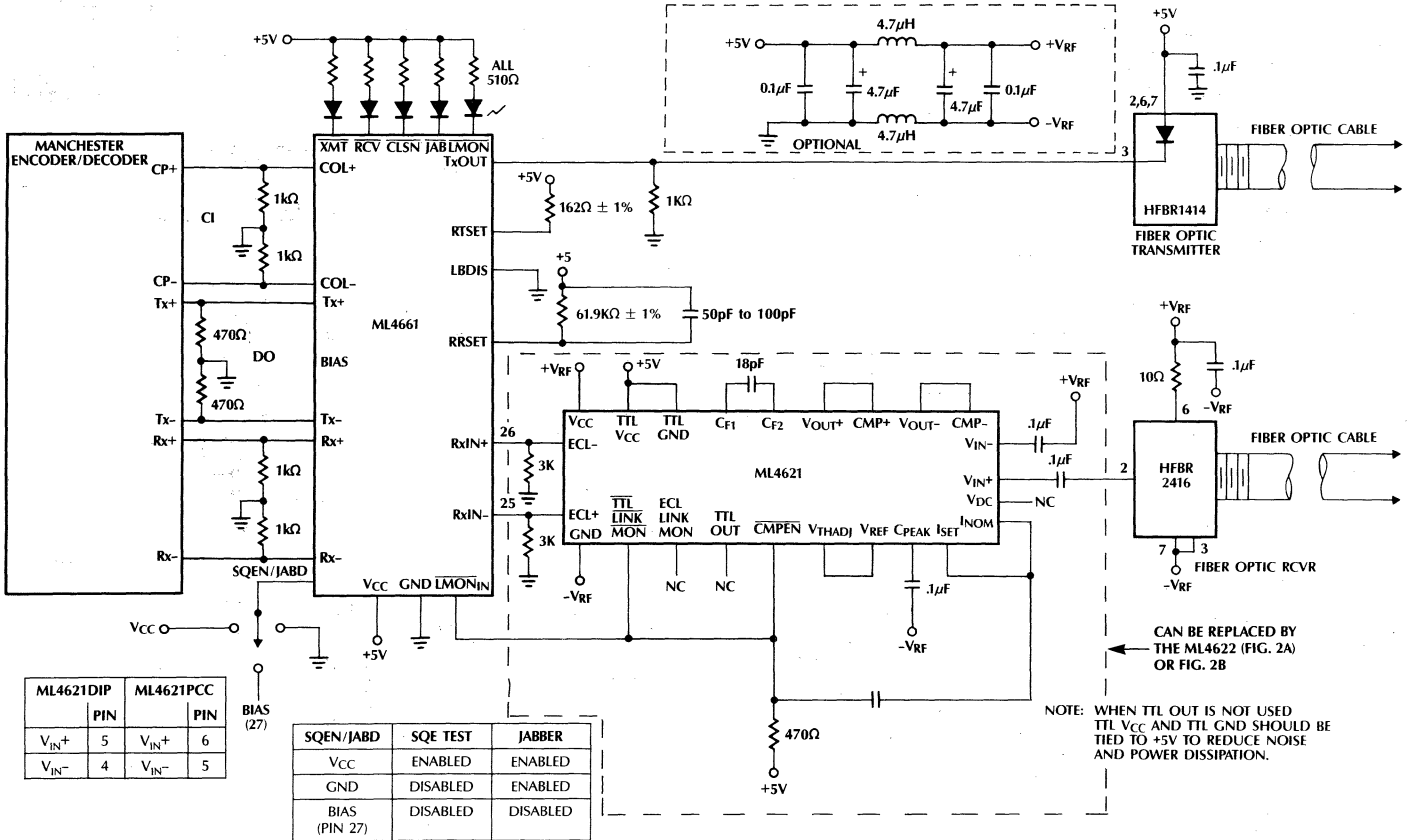 +5V
ALL
510Ω
4.7μH
+5V
+VRF
0.1μF
+
4.7μF
+
4.7μF
0.1μF
4.7μH
-VRF
OPTIONAL
+5V
.1μF
2,6,7
3
HFBR1414
FIBER OPTIC
TRANSMITTER
FIBER OPTIC CABLE
MANCHESTER
ENCODER/DECODER
CP+
CP-
Tx+
Tx-
Rx+
Rx-
1kΩ
CI
1kΩ
470Ω
DO
470Ω
1kΩ
1kΩ
XMT RCV CLSN JAB LMON
TxOUT
COL+
COL-
Tx+
BIAS
Tx-
Rx+
Rx-
ML4661
RTSET
LBDIS
RRSET
RxIN+
RxIN-
SQEN/JABD
VCC GND LMONIN
+5V
+5V
162Ω ± 1%
1KΩ
+5
61.9KΩ ± 1%
50pF to 100pF
26
25
3K
3K
+VRF
+5V
18pF
VCC
TTL
VCC
TTL
GND
CF1
CF2
VOUT+
CMP+
VOUT-
CMP-
ECL-
ECL+
GND
ML4621
VIN-
VIN+
VDC
INOM
TTL
LINK
MON
ECL
LINK
MON
TTL
OUT
CMPEN
VTHADJ
VREF
CPEAK
ISET
-VRF
NC
NC
.1μF
-VRF
.1μF
+VRF
.1μF
NC
470Ω
+5V
+VRF
10Ω
.1μF
-VRF
6
2
HFBR
2416
7
3
-VRF
FIBER OPTIC CABLE
FIBER OPTIC RCVR
CAN BE REPLACED BY
THE ML4622 (FIG. 2A)
OR FIG. 2B
NOTE: WHEN TTL OUT IS NOT USED
TTL VCC AND TTL GND SHOULD BE
TIED TO +5V TO REDUCE NOISE
AND POWER DISSIPATION.
VCC
BIAS
(27)
ML4621DIP ML4621PCC
PIN PIN
VIN+ 5 VIN+ 6
VIN- 4 VIN- 5
SQEN/JABD SQE TEST JABBER
VCC ENABLED ENABLED
GND DISABLED ENABLED
BIAS
(PIN 27) DISABLED DISABLED